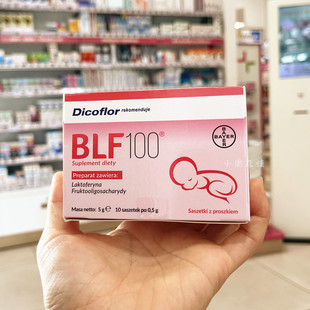 Dicoflor rekomenduje
BLF100®
Suplement diety
Preparat zawiera:
Laktoferyna
Fruktooligosacharydy
Masa netto: 5 g e 10 saszetek po 0,5 g
BAYER
BAYER
Saszetki z proszkiem